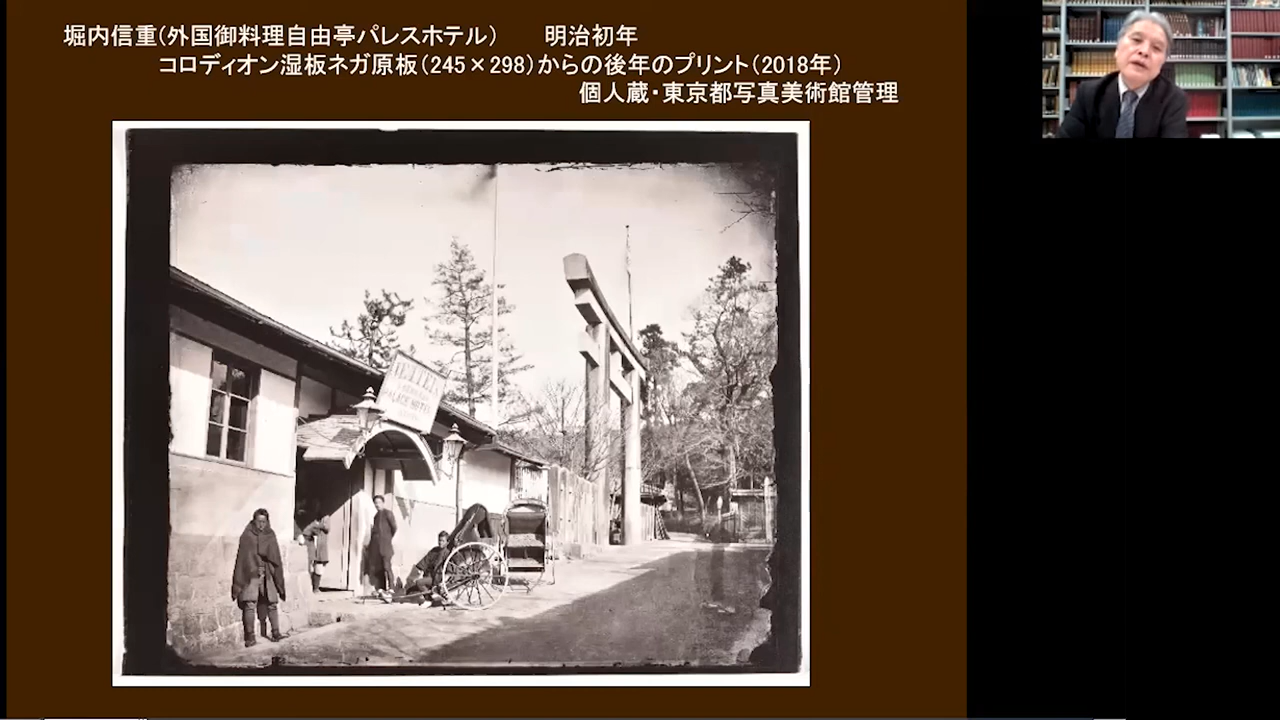 堀内信重(外国御料理自由亭パレスホテル)　　明治初年
コロディオン湿板ネガ原板(245×298)からの後年のプリント(2018年)
個人蔵・東京都写真美術館管理
PALACE HOTEL